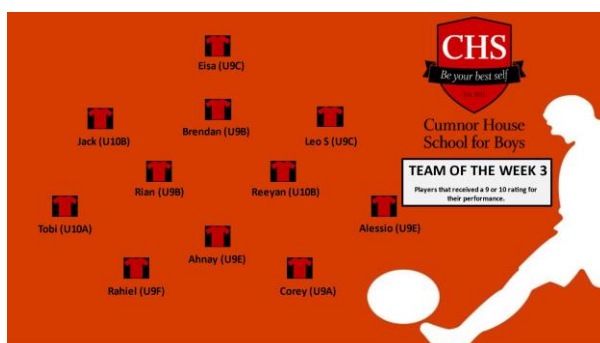 Eisa (U9C)
CHS
Be your best self
Cumnor House
School for Boys
Brendan (U9B)
Jack (U10B)
Leo S (U9C)
TEAM OF THE WEEK 3
Players that received a 9 or 10 rating for
their performance.
Rian (U9B)
Reeyan (U10B)
Tobi (U10A)
Alessio (U9E)
Ahnay (U9E)
Rahiel (U9F)
Corey (U9A)